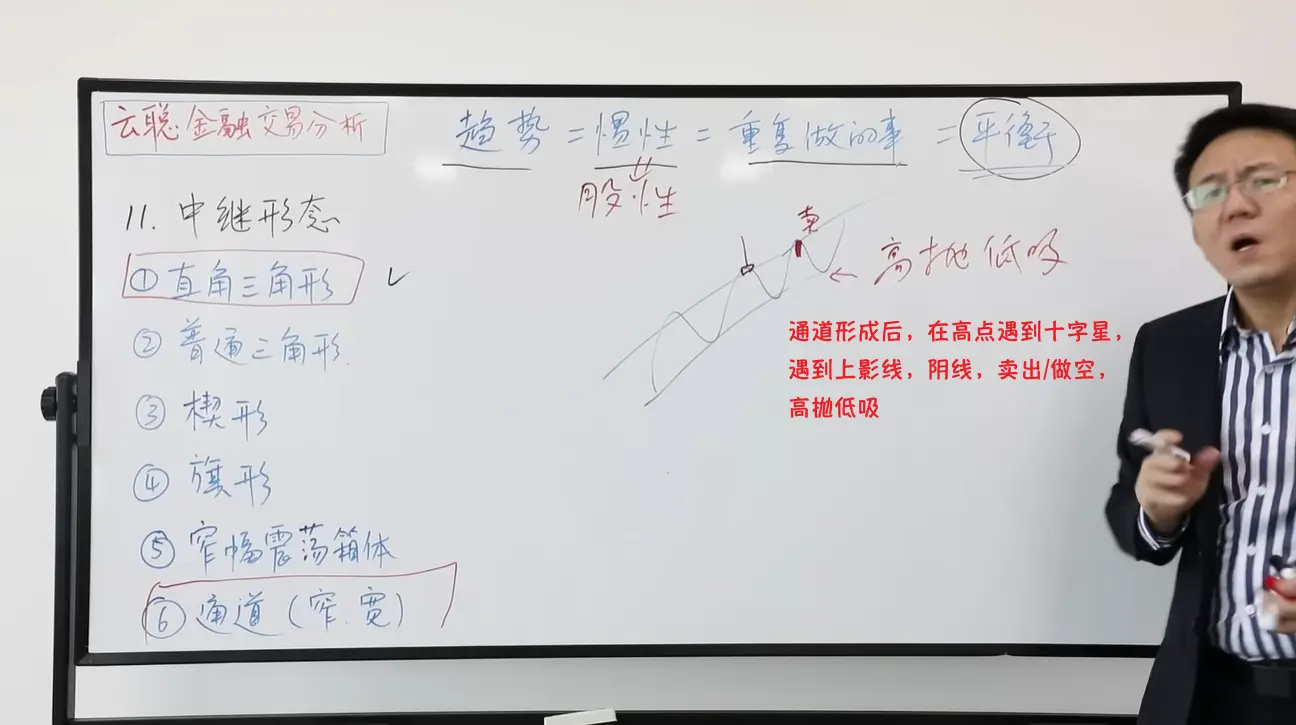 云聪金融交易分析
趋势=惯性=重复做的事=平衡
股性
11.中继形态
①直角三角形 ✓
②普通三角形
③楔形
④旗形
⑤窄幅震荡箱体
⑥通道(窄.宽)
卖
高抛低吸
通道形成后，在高点遇到十字星，
遇到上影线，阴线，卖出/做空，
高抛低吸